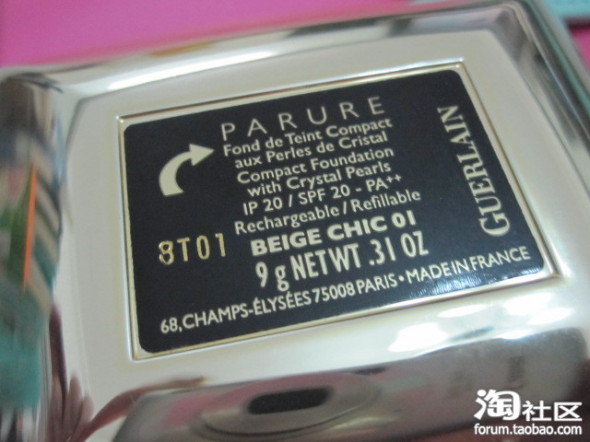 PARURE
Fond de Teint Compact
aux Perles de Cristal
Compact Foundation
with Crystal Pearls
IP 20 / SPF 20 - PA++
Rechargeable / Refillable
BEIGE CHIC 01
9 g NET WT .31 OZ
68, CHAMPS-ÉLYSÉES 75008 PARIS • MADE IN FRANCE
8T01
GUERLAIN
淘社区
forum.taobao.com